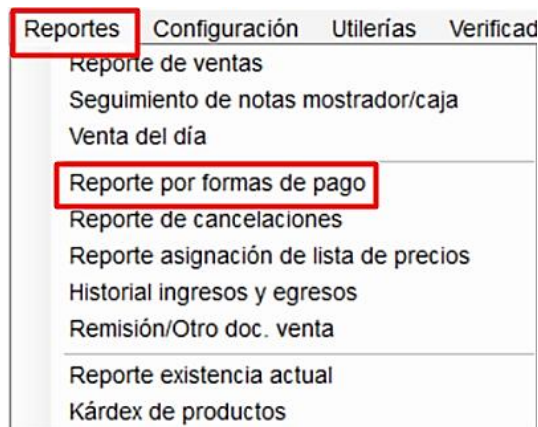 Reportes Configuración Utilerías Verificad
Reporte de ventas
Seguimiento de notas mostrador/caja
Venta del día
Reporte por formas de pago
Reporte de cancelaciones
Reporte asignación de lista de precios
Historial ingresos y egresos
Remisión/Otro doc. venta
Reporte existencia actual
Kárdex de productos